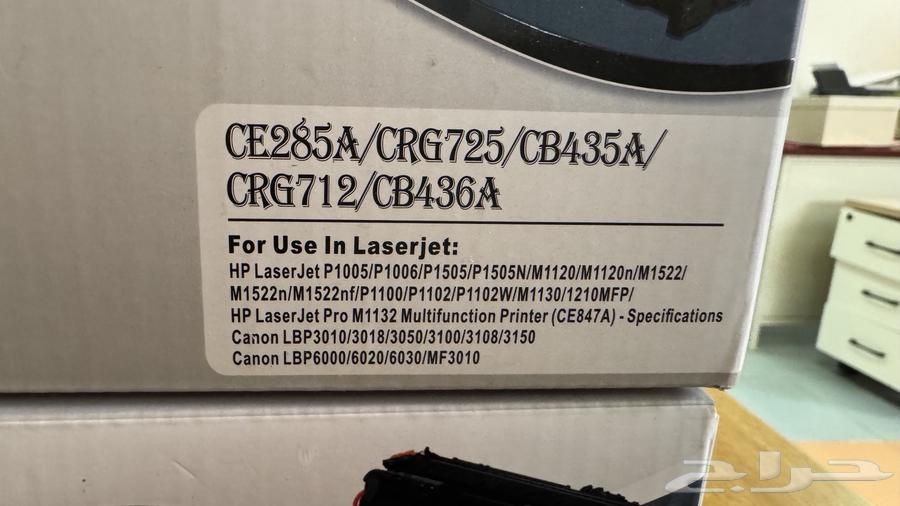 CE285A/CRG725/CB435A/
CRG712/CB436A
For Use In Laserjet:
HP LaserJet P1005/P1006/P1505/P1505N/M1120/M1120n/M1522/
M1522n/M1522nf/P1100/P1102/P1102W/M1130/1210MFP/
HP LaserJet Pro M1132 Multifunction Printer (CE847A) - Specifications
Canon LBP3010/3018/3050/3100/3108/3150
Canon LBP6000/6020/6030/MF3010
حراج